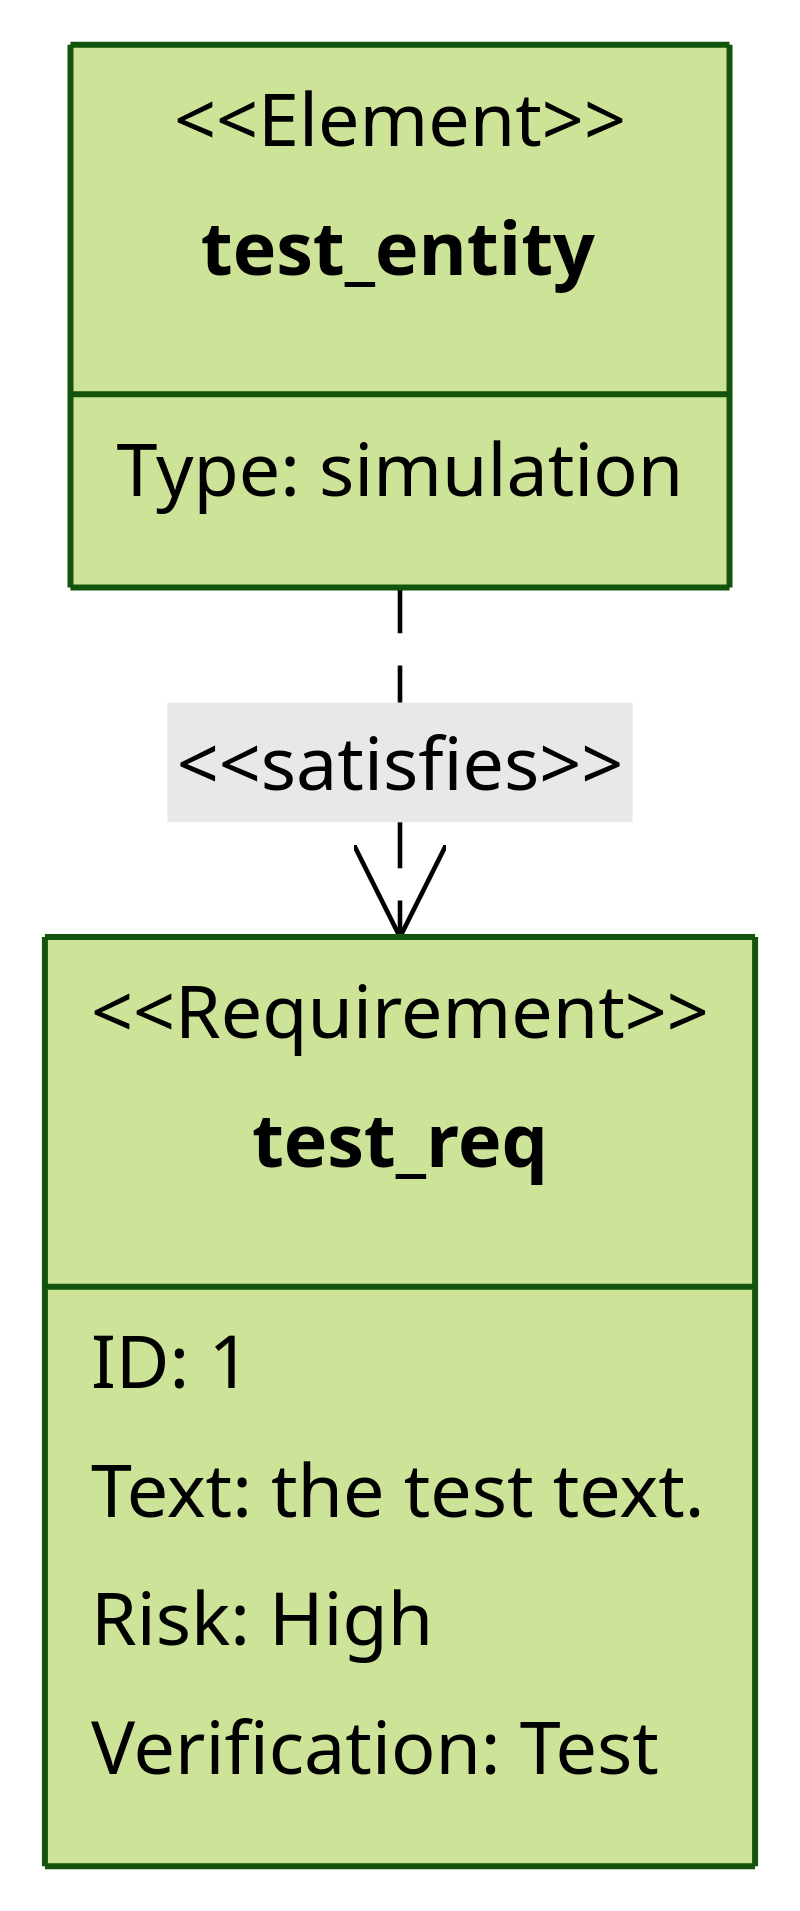 <<Element>>
test_entity
Type: simulation
<<satisfies>>
<<Requirement>>
test_req
ID: 1
Text: the test text.
Risk: High
Verification: Test